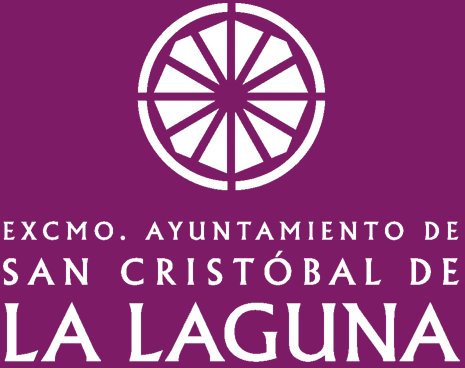 EXCMO. AYUNTAMIENTO DE
SAN CRISTÓBAL DE
LA LAGUNA